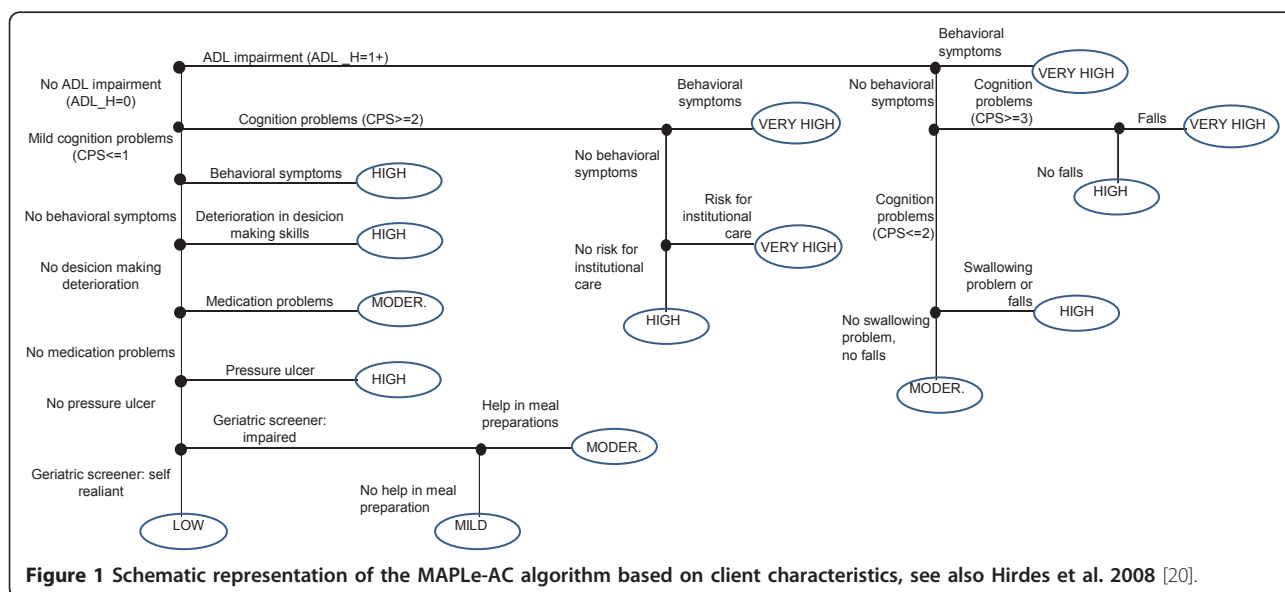 ADL impairment (ADL _H=1+)
Behavioral
symptoms
VERY HIGH
No ADL impairment
(ADL_H=0)
Behavioral
symptoms
No behavioral
symptoms
Cognition
problems
(CPS>=3)
Cognition problems (CPS>=2)
VERY HIGH
Falls
VERY HIGH
Mild cognition problems
(CPS<=1
No behavioral
symptoms
No falls
HIGH
Behavioral symptoms
HIGH
No behavioral symptoms
Deterioration in desicion
making skills
HIGH
Risk for
institutional
care
VERY HIGH
Cognition
problems
(CPS<=2)
No risk for
institutional
care
No desicion making
deterioration
Swallowing
problem or
falls
HIGH
Medication problems
MODER.
HIGH
No swallowing
problem,
no falls
No medication problems
Pressure ulcer
HIGH
MODER.
No pressure ulcer
Geriatric screener:
impaired
Help in meal
preparations
MODER.
Geriatric screener: self
realiant
No help in meal
preparation
LOW
MILD
Figure 1 Schematic representation of the MAPLe-AC algorithm based on client characteristics, see also Hirdes et al. 2008 [20].